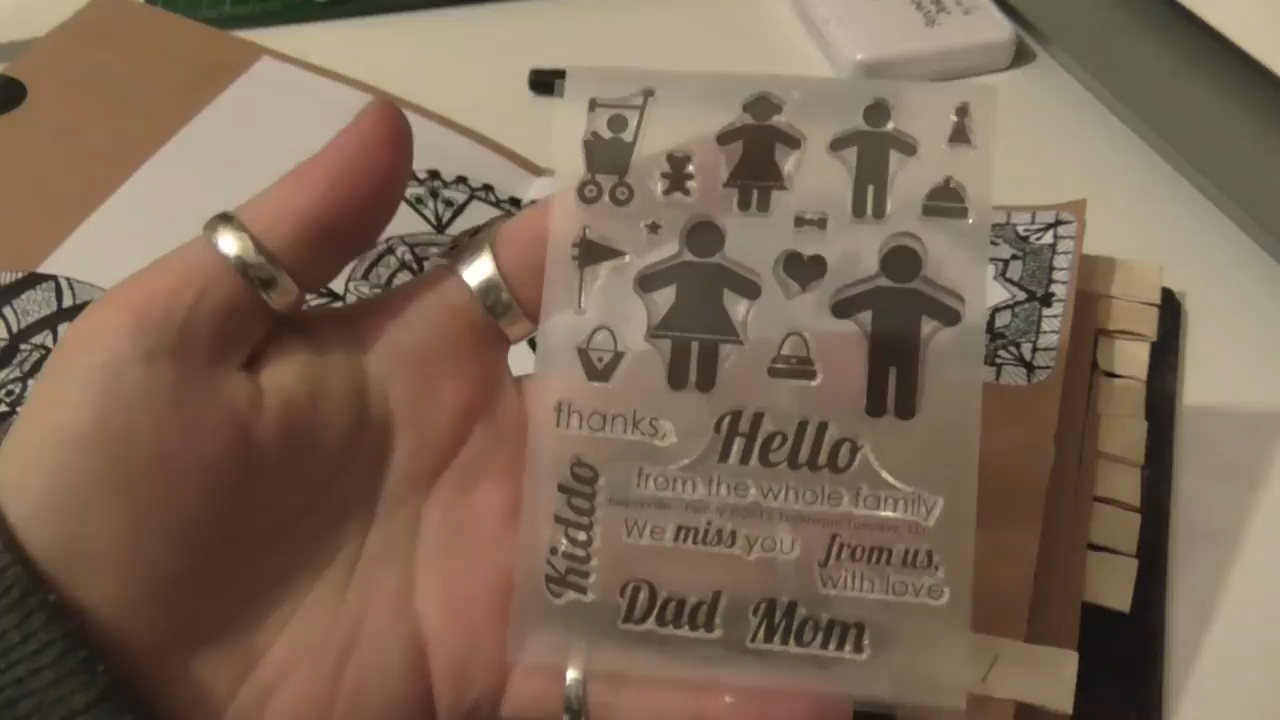 thanks,
Hello
from the whole family
Kiddo
We miss you
from us,
with love
Dad Mom